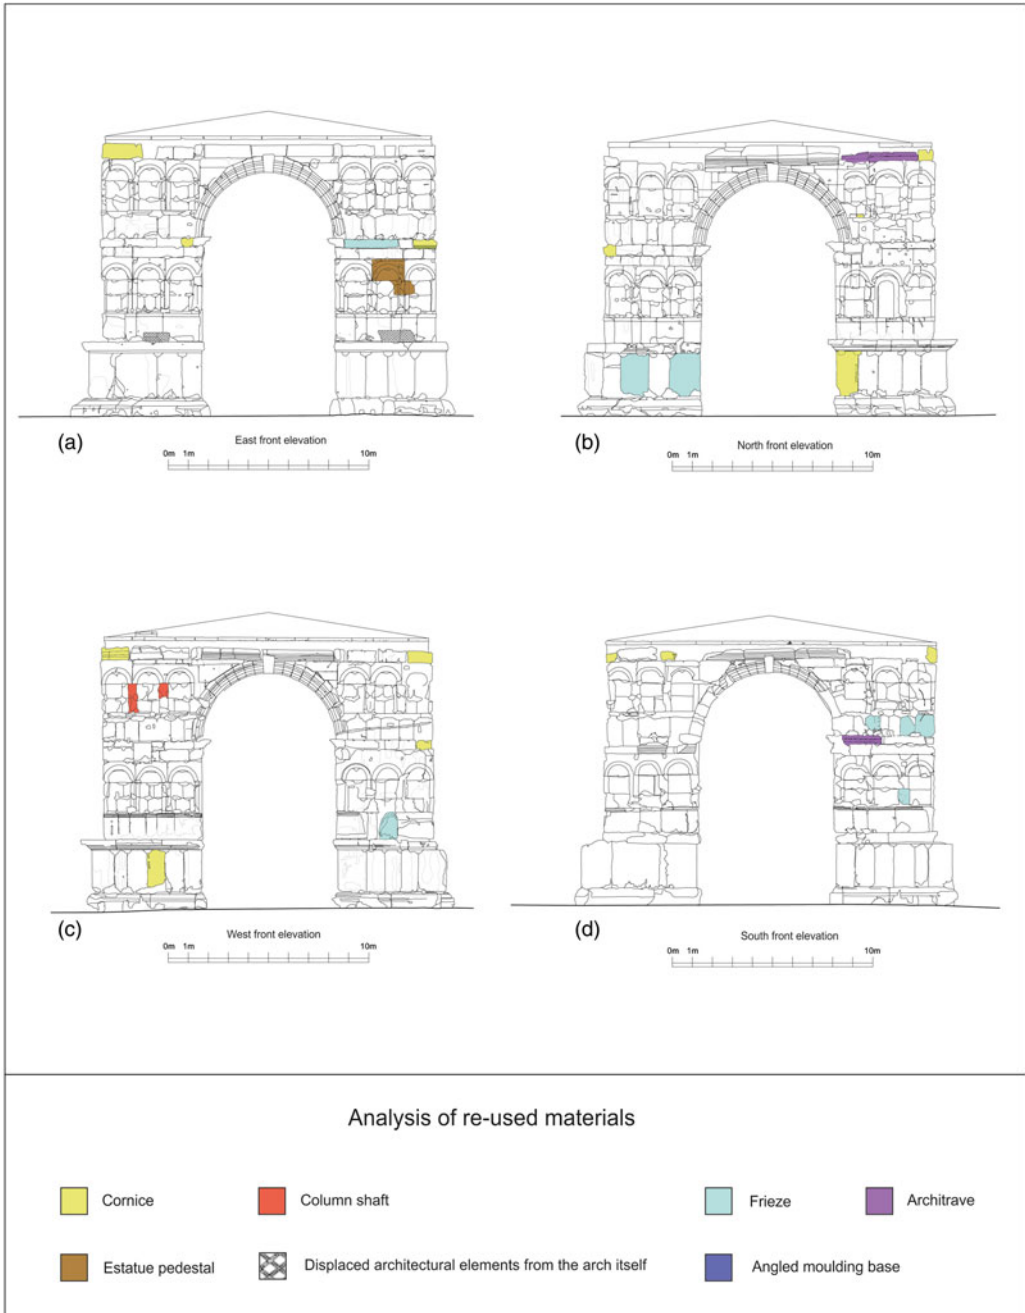 (a)
East front elevation
0m 1m 10m
(b)
North front elevation
0m 1m 10m
(c)
West front elevation
0m 1m 10m
(d)
South front elevation
0m 1m 10m
Analysis of re-used materials
Cornice
Column shaft
Frieze
Architrave
Estatue pedestal
Displaced architectural elements from the arch itself
Angled moulding base